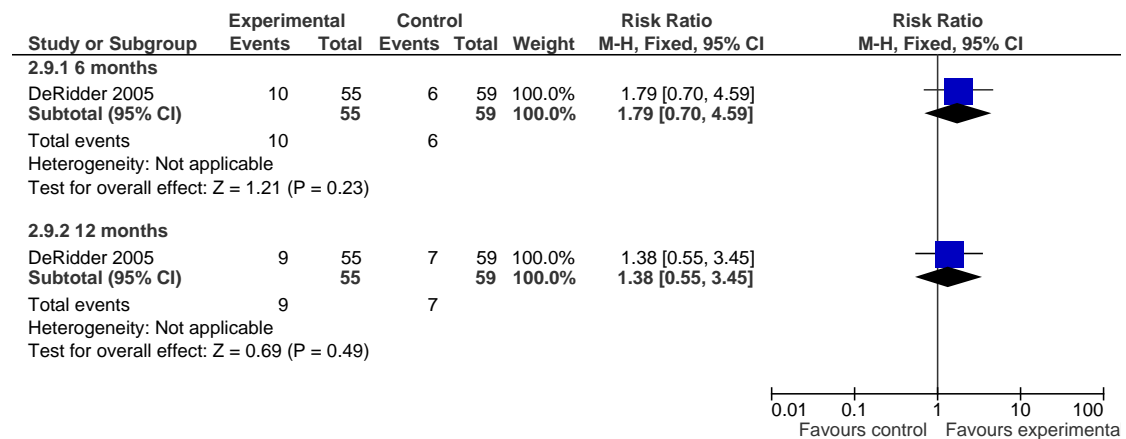 Experimental Control Risk Ratio Risk Ratio
Study or Subgroup Events Total Events Total Weight M-H, Fixed, 95% CI M-H, Fixed, 95% CI
2.9.1 6 months
DeRidder 2005 10 55 6 59 100.0% 1.79 [0.70, 4.59]
Subtotal (95% CI) 55 59 100.0% 1.79 [0.70, 4.59]
Total events 10 6
Heterogeneity: Not applicable
Test for overall effect: Z = 1.21 (P = 0.23)
2.9.2 12 months
DeRidder 2005 9 55 7 59 100.0% 1.38 [0.55, 3.45]
Subtotal (95% CI) 55 59 100.0% 1.38 [0.55, 3.45]
Total events 9 7
Heterogeneity: Not applicable
Test for overall effect: Z = 0.69 (P = 0.49)
0.01 0.1 1 10 100
Favours control Favours experimenta